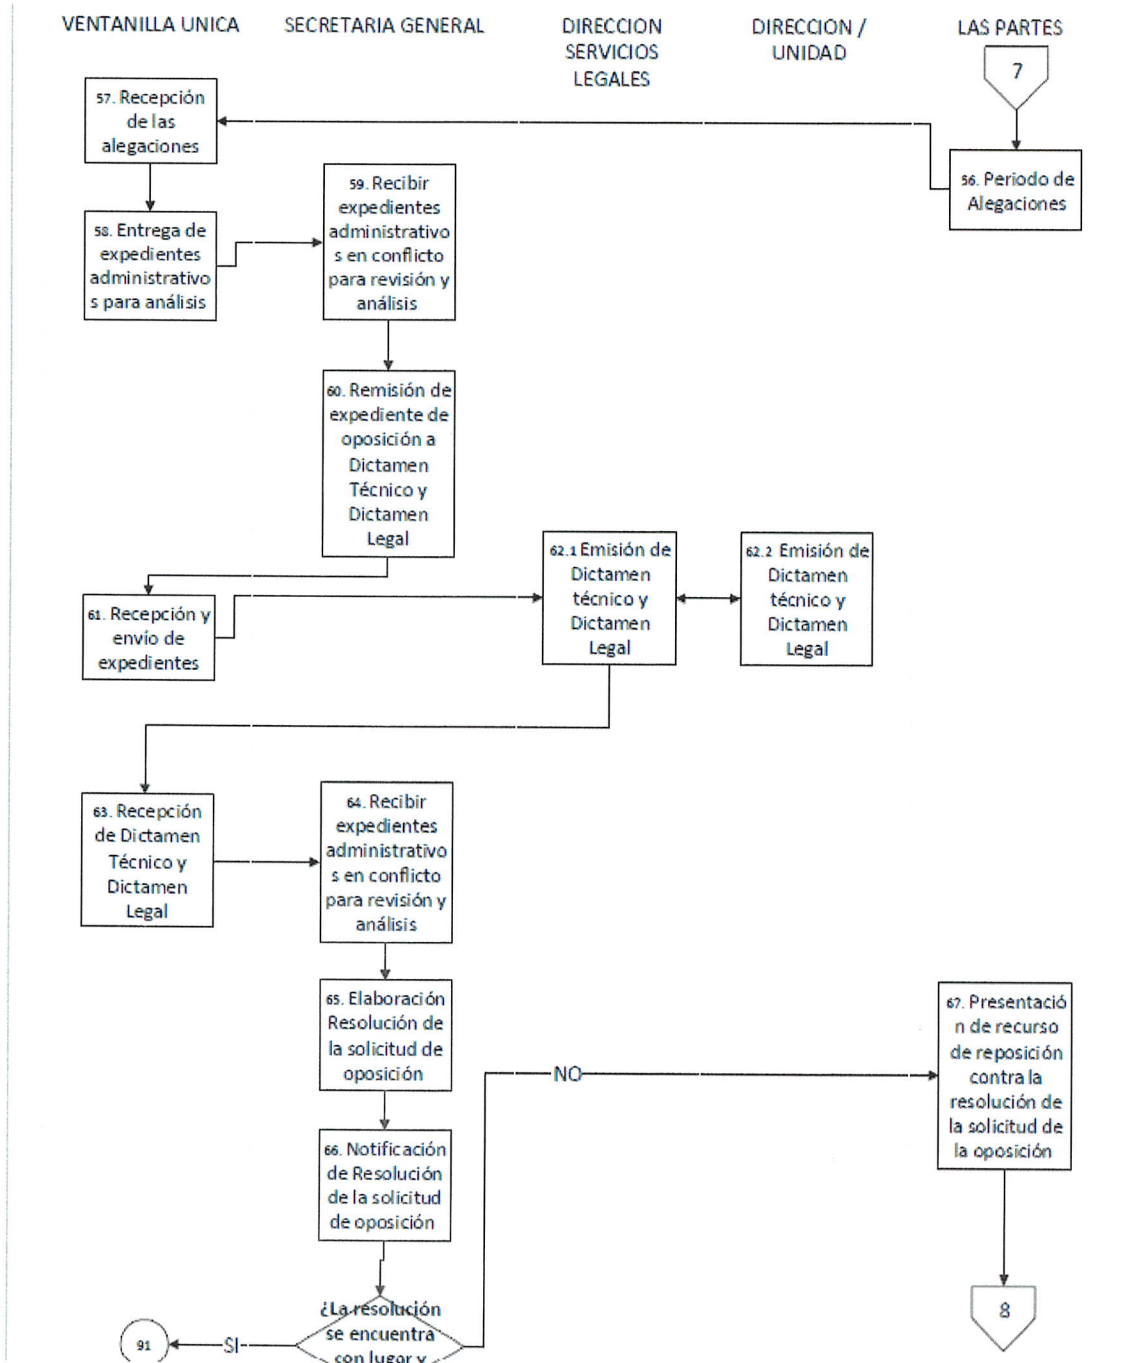 VENTANILLA UNICA
SECRETARIA GENERAL
DIRECCION
SERVICIOS
LEGALES
DIRECCION /
UNIDAD
LAS PARTES
7
56. Periodo de
Alegaciones
57. Recepción
de las
alegaciones
58. Entrega de
expedientes
administrativo
s para análisis
59. Recibir
expedientes
administrativo
s en conflicto
para revisión y
análisis
60. Remisión de
expediente de
oposición a
Dictamen
Técnico y
Dictamen
Legal
61. Recepción y
envío de
expedientes
62.1 Emisión de
Dictamen
técnico y
Dictamen
Legal
62.2 Emisión de
Dictamen
técnico y
Dictamen
Legal
63. Recepción
de Dictamen
Técnico y
Dictamen
Legal
64. Recibir
expedientes
administrativo
s en conflicto
para revisión y
análisis
65. Elaboración
Resolución de
la solicitud de
oposición
66. Notificación
de Resolución
de la solicitud
de oposición
¿La resolución
se encuentra
con lugar y
SI
91
NO
67. Presentació
n de recurso
de reposición
contra la
resolución de
la solicitud de
la oposición
8